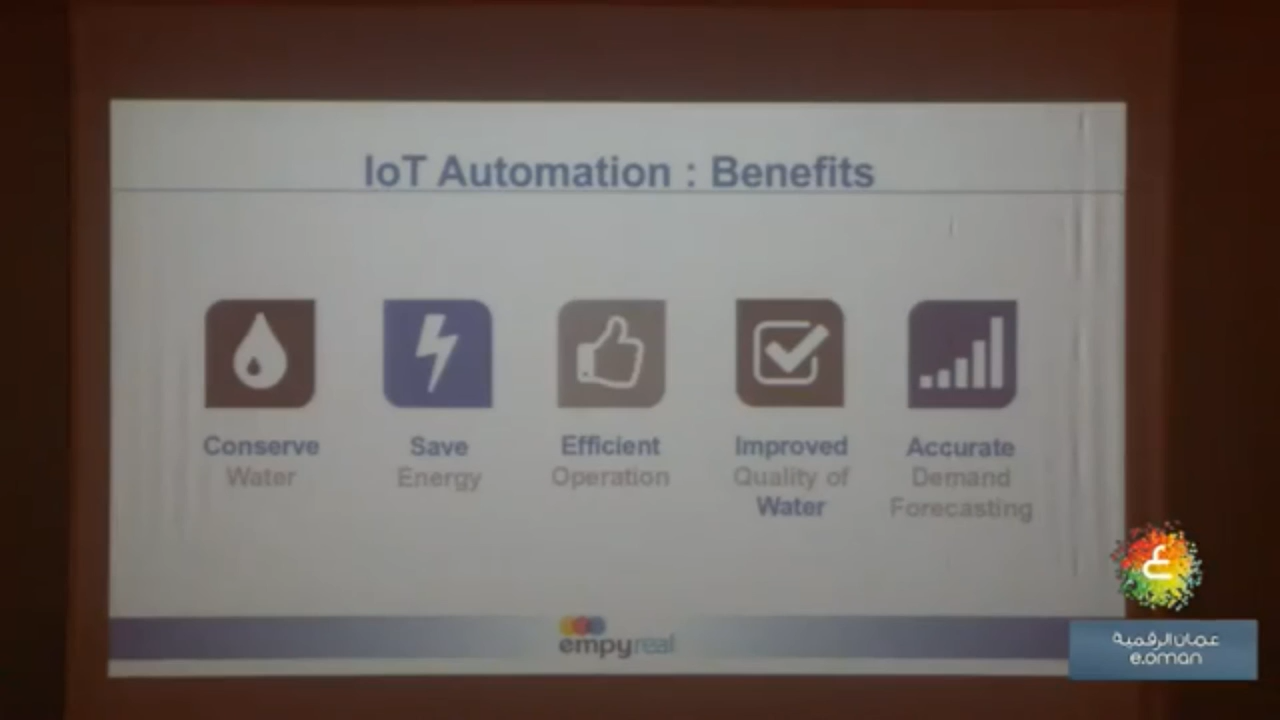 IoT Automation : Benefits
Conserve
Water
Save
Energy
Efficient
Operation
Improved
Quality of
Water
Accurate
Demand
Forecasting
empyreal
ع
عمان الرقمية
e.oman